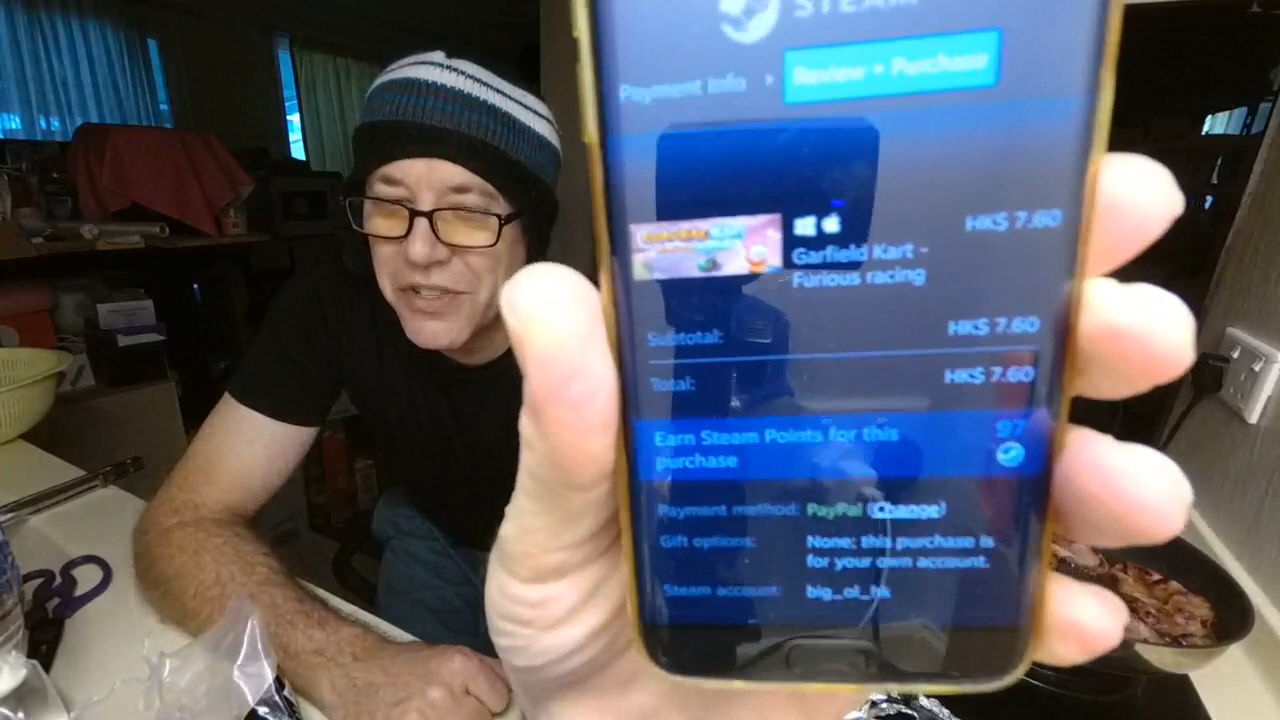 STEAM
Payment Info › Review + Purchase
HK$ 7.60
Garfield Kart -
Furious racing
Subtotal: HK$ 7.60
Total: HK$ 7.60
Earn Steam Points for this
purchase
97
Payment method: PayPal (Change)
Gift options: None; this purchase is
for your own account.
Steam account: big_ol_hk